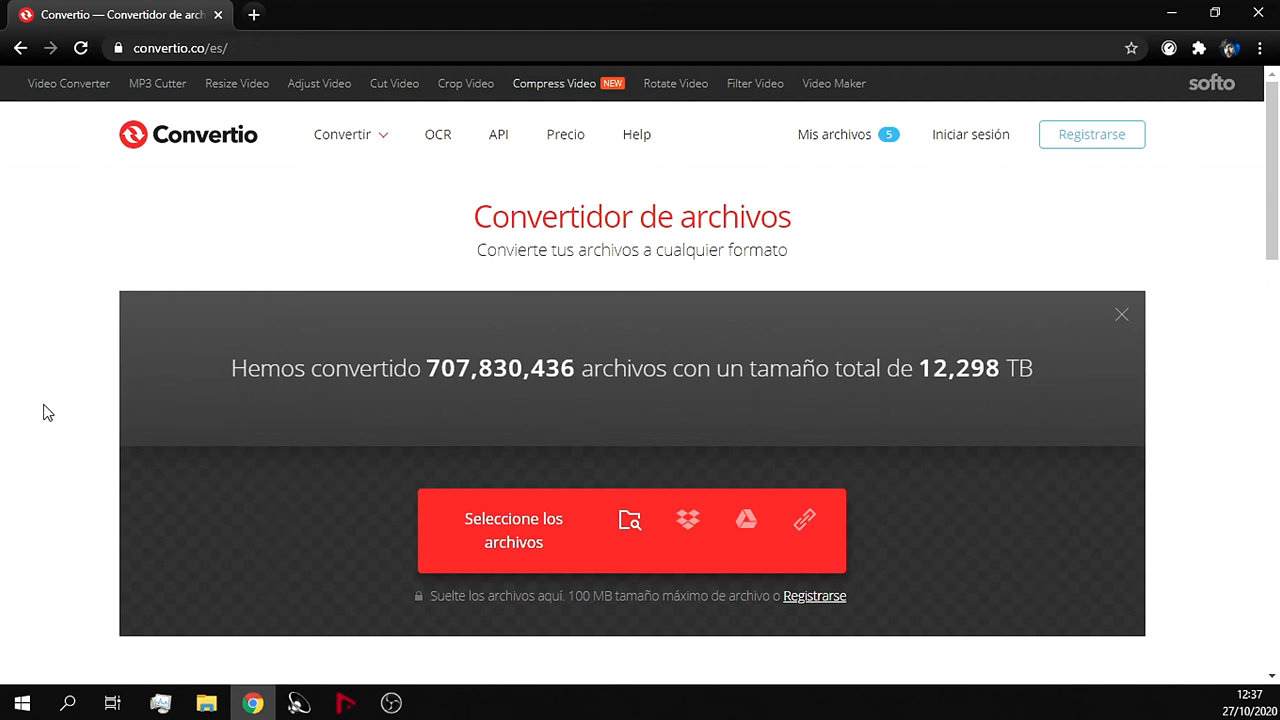 Convertio — Convertidor de arch
convertio.co/es/
Video Converter MP3 Cutter Resize Video Adjust Video Cut Video Crop Video Compress Video NEW Rotate Video Filter Video Video Maker softo
Convertio Convertir OCR API Precio Help Mis archivos 5 Iniciar sesión Registrarse
Convertidor de archivos
Convierte tus archivos a cualquier formato
Hemos convertido 707,830,436 archivos con un tamaño total de 12,298 TB
Seleccione los
archivos
Suelte los archivos aquí. 100 MB tamaño máximo de archivo o Registrarse
12:37
27/10/2020